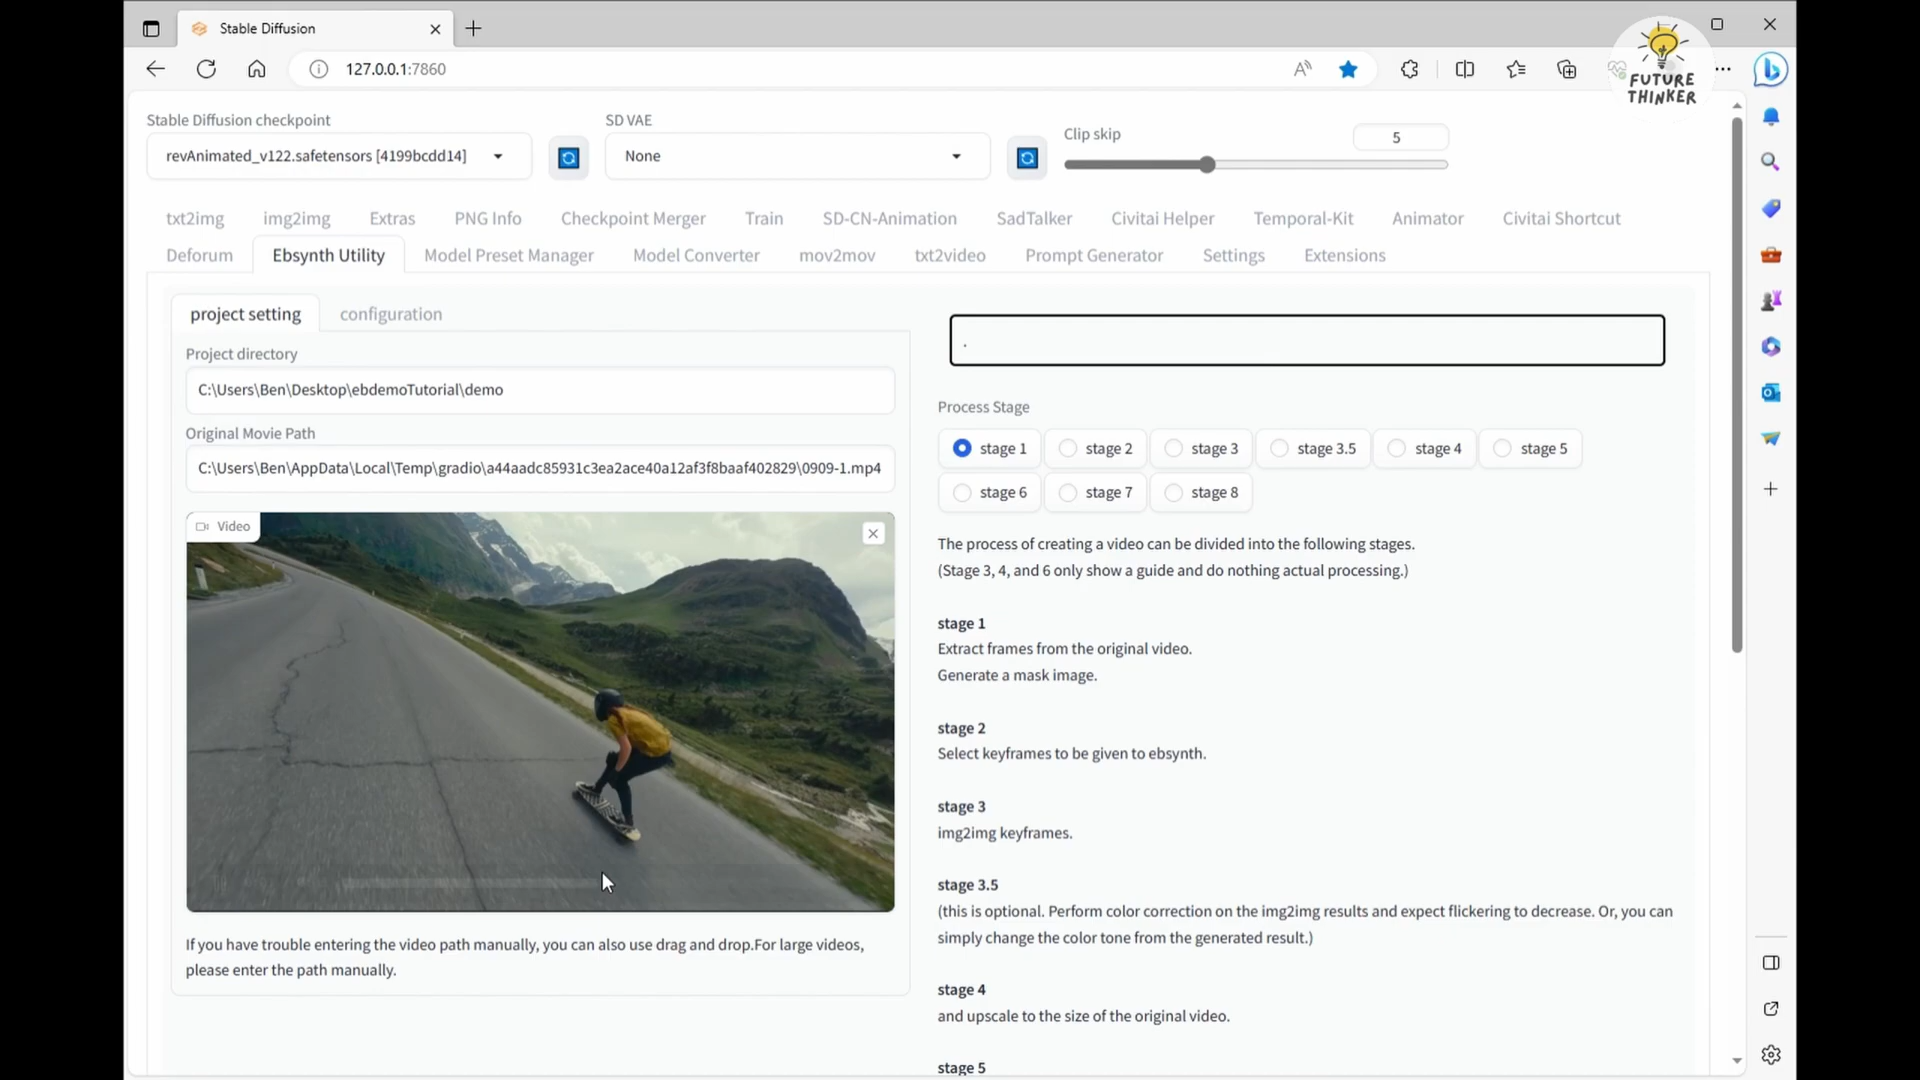 Stable Diffusion
127.0.0.1:7860
FUTURE
THINKER
Stable Diffusion checkpoint
SD VAE
Clip skip
5
revAnimated_v122.safetensors [4199bcdd14]
None
txt2img img2img Extras PNG Info Checkpoint Merger Train SD-CN-Animation SadTalker Civitai Helper Temporal-Kit Animator Civitai Shortcut
Deforum Ebsynth Utility Model Preset Manager Model Converter mov2mov txt2video Prompt Generator Settings Extensions
project setting configuration
Project directory
C:\Users\Ben\Desktop\ebdemoTutorial\demo
Original Movie Path
C:\Users\Ben\AppData\Local\Temp\gradio\a44aadc85931c3ea2ace40a12af3f8baaf402829\0909-1.mp4
Video
If you have trouble entering the video path manually, you can also use drag and drop.For large videos,
please enter the path manually.
.
Process Stage
stage 1 stage 2 stage 3 stage 3.5 stage 4 stage 5
stage 6 stage 7 stage 8
The process of creating a video can be divided into the following stages.
(Stage 3, 4, and 6 only show a guide and do nothing actual processing.)
stage 1
Extract frames from the original video.
Generate a mask image.
stage 2
Select keyframes to be given to ebsynth.
stage 3
img2img keyframes.
stage 3.5
(this is optional. Perform color correction on the img2img results and expect flickering to decrease. Or, you can
simply change the color tone from the generated result.)
stage 4
and upscale to the size of the original video.
stage 5